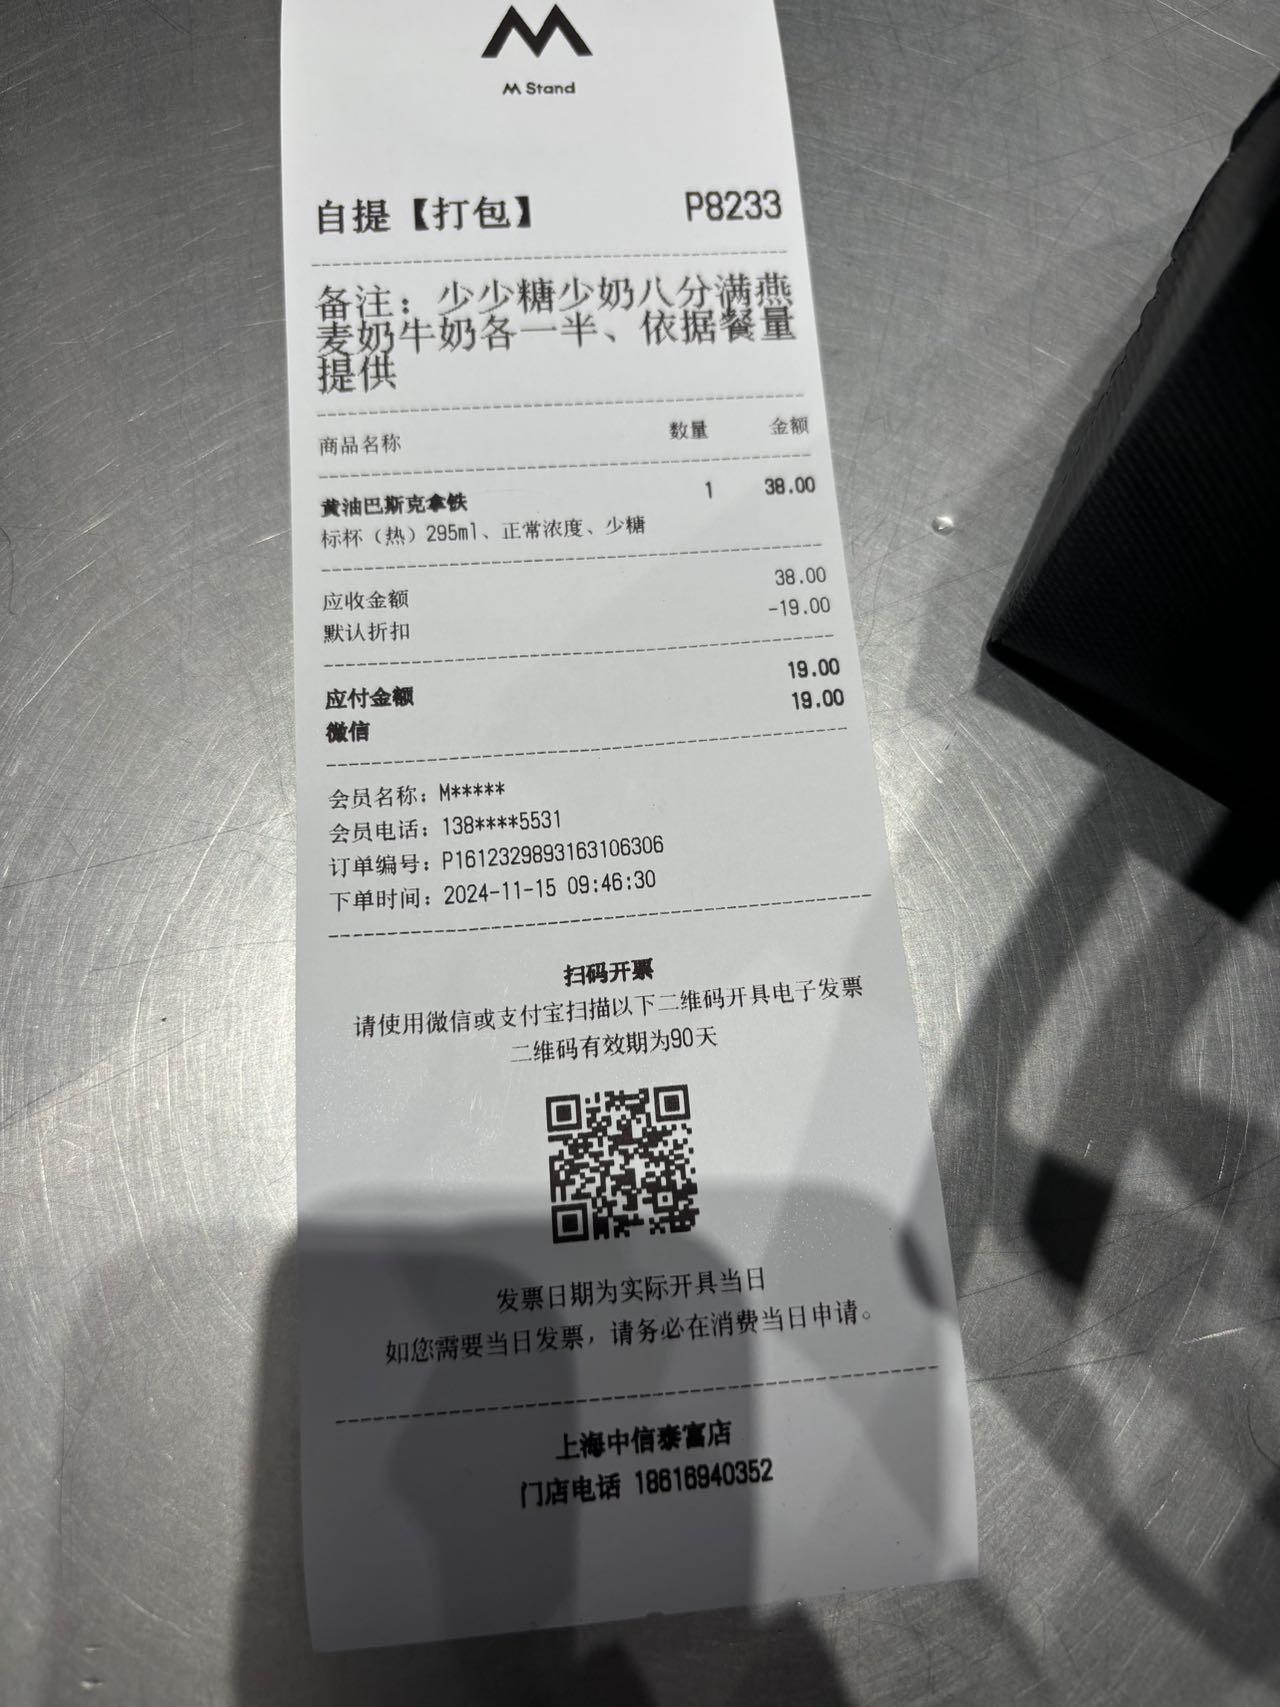 M Stand
自提【打包】 P8233
备注：少少糖少奶八分满燕
麦奶牛奶各一半、依据餐量
提供
商品名称 数量 金额
黄油巴斯克拿铁 1 38.00
标杯（热）295ml、正常浓度、少糖
应收金额 38.00
默认折扣 -19.00
应付金额 19.00
微信 19.00
会员名称：M*****
会员电话：138****5531
订单编号：P1612329893163106306
下单时间：2024-11-15 09:46:30
扫码开票
请使用微信或支付宝扫描以下二维码开具电子发票
二维码有效期为90天
发票日期为实际开具当日
如您需要当日发票，请务必在消费当日申请。
上海中信泰富店
门店电话 18616940352